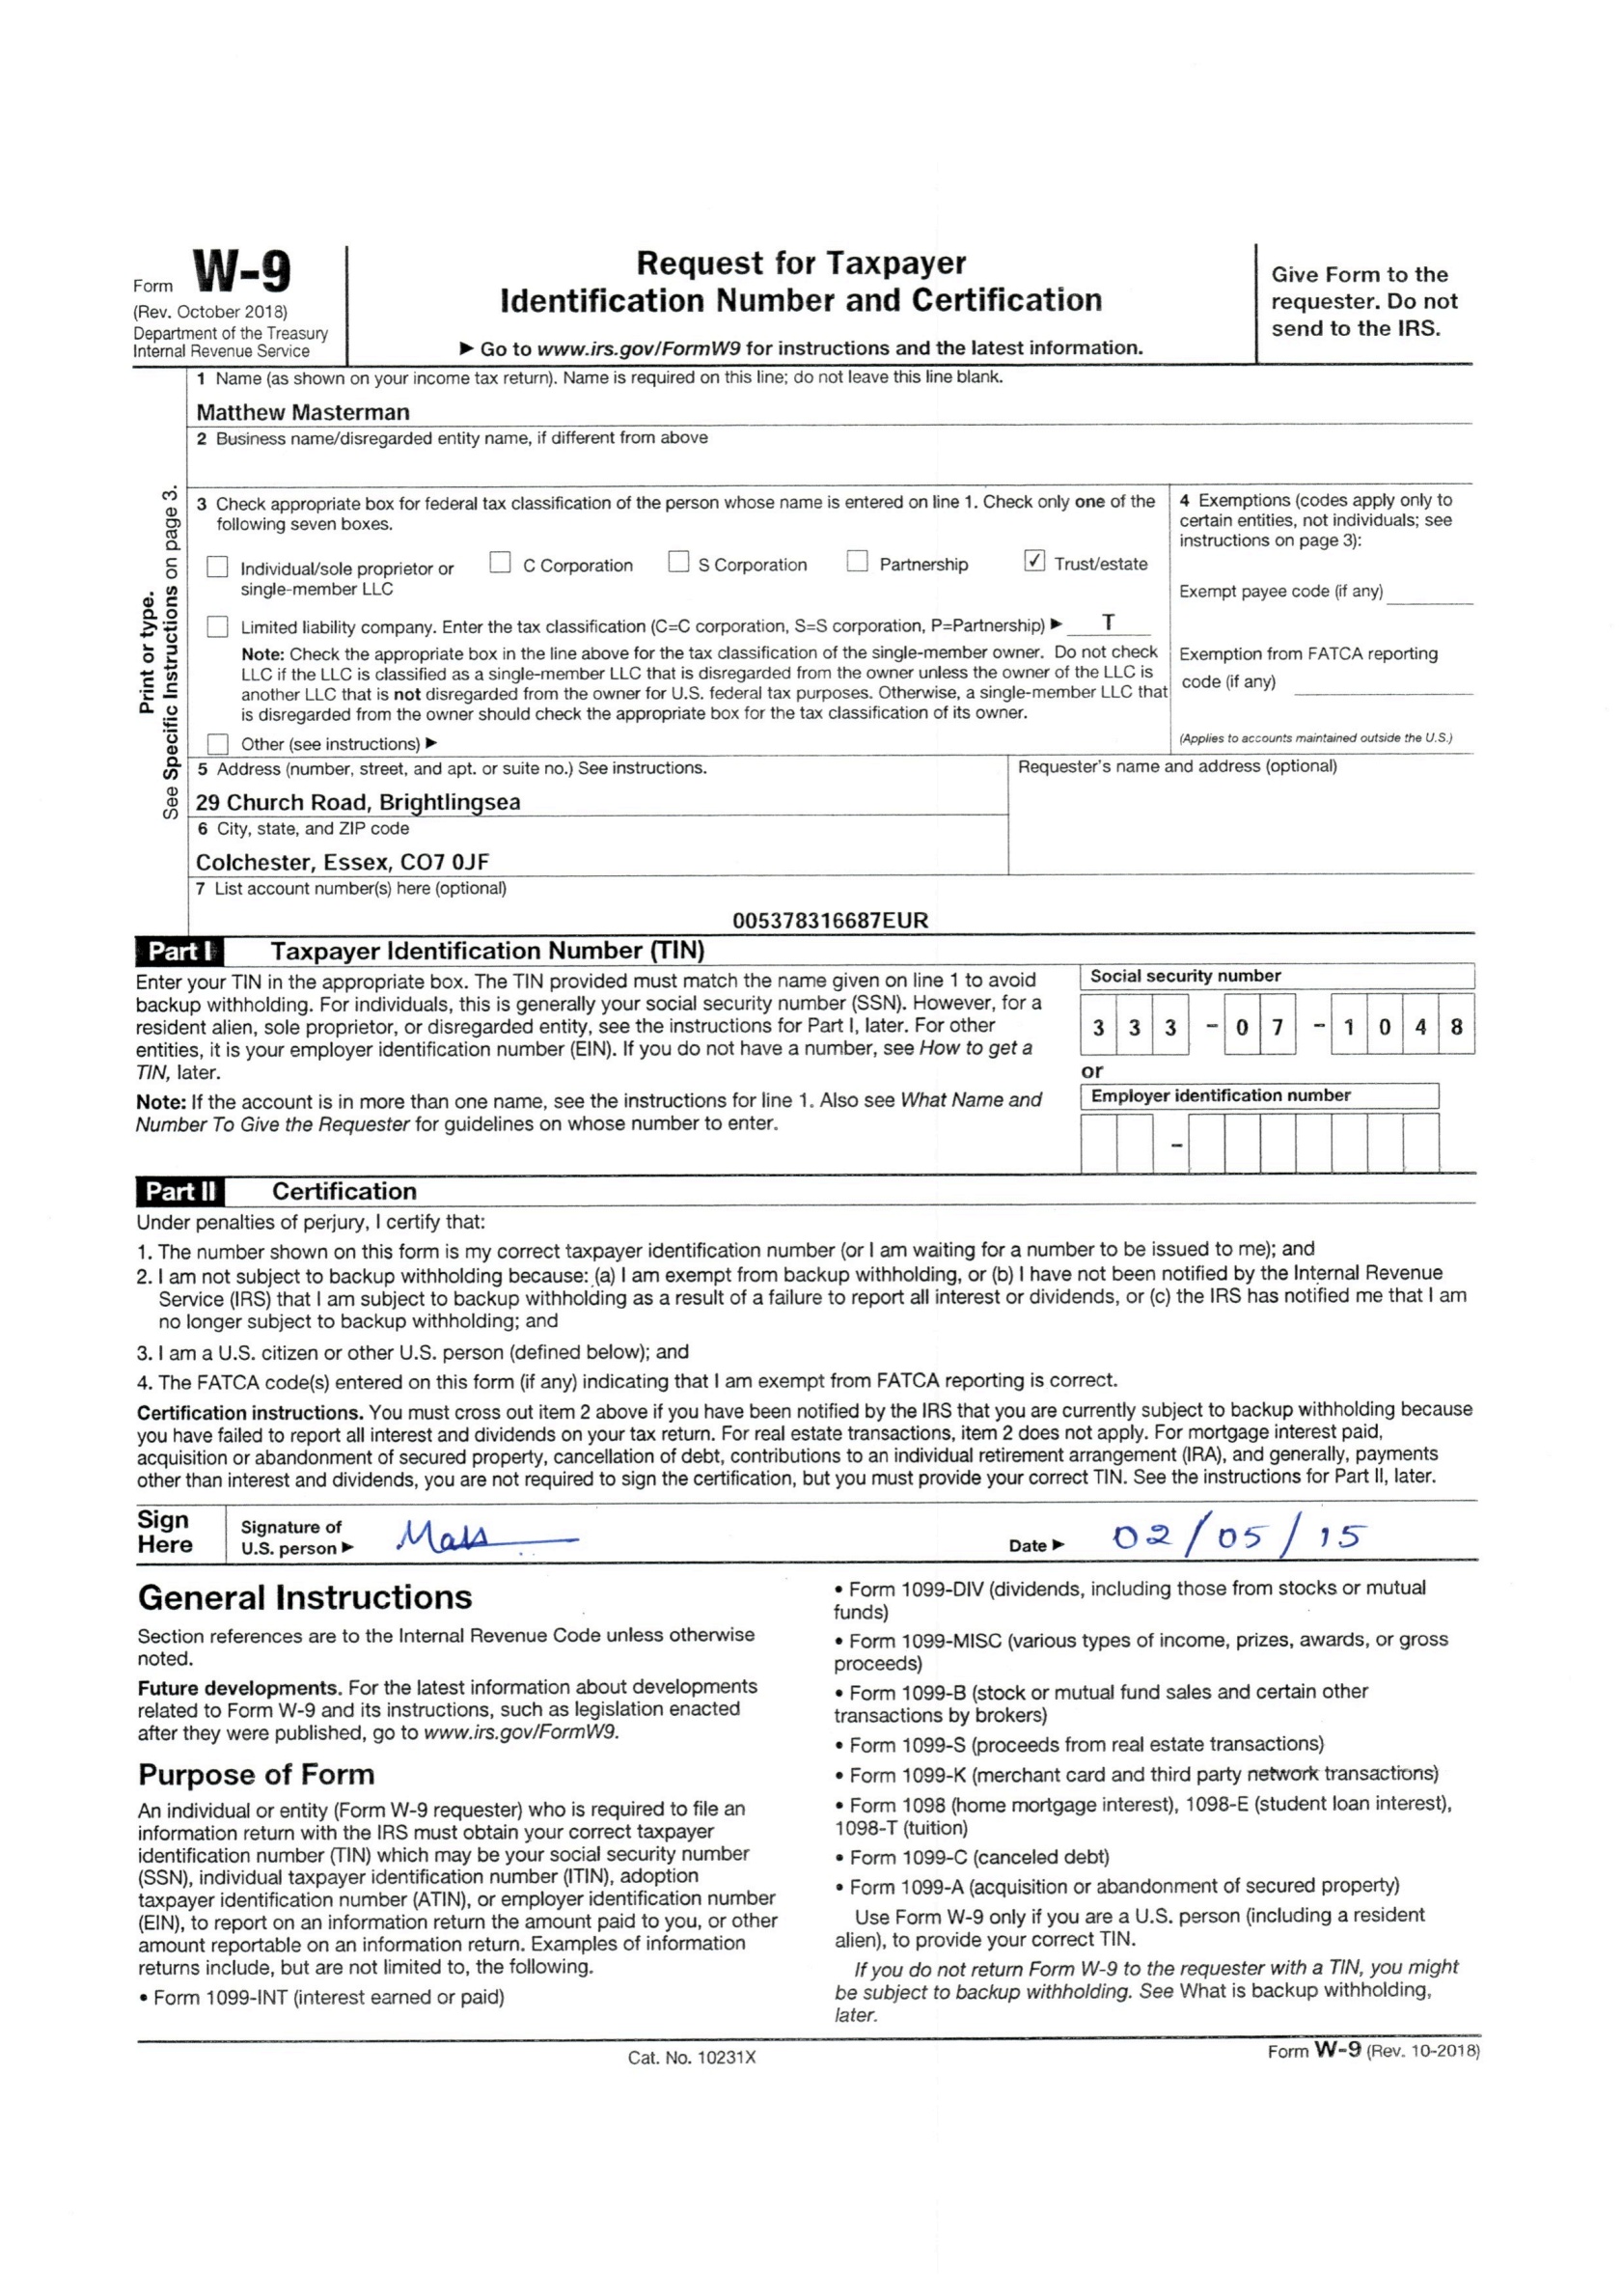 Form W-9
(Rev. October 2018)
Department of the Treasury
Internal Revenue Service
Request for Taxpayer
Identification Number and Certification
▶ Go to www.irs.gov/FormW9 for instructions and the latest information.
Give Form to the
requester. Do not
send to the IRS.
Print or type.
See Specific Instructions on page 3.
1 Name (as shown on your income tax return). Name is required on this line; do not leave this line blank.
Matthew Masterman
2 Business name/disregarded entity name, if different from above
3 Check appropriate box for federal tax classification of the person whose name is entered on line 1. Check only one of the
following seven boxes.
Individual/sole proprietor or
single-member LLC
C Corporation
S Corporation
Partnership
✓ Trust/estate
Limited liability company. Enter the tax classification (C=C corporation, S=S corporation, P=Partnership) ▶ T
Note: Check the appropriate box in the line above for the tax classification of the single-member owner. Do not check
LLC if the LLC is classified as a single-member LLC that is disregarded from the owner unless the owner of the LLC is
another LLC that is not disregarded from the owner for U.S. federal tax purposes. Otherwise, a single-member LLC that
is disregarded from the owner should check the appropriate box for the tax classification of its owner.
Other (see instructions) ▶
4 Exemptions (codes apply only to
certain entities, not individuals; see
instructions on page 3):
Exempt payee code (if any)
Exemption from FATCA reporting
code (if any)
(Applies to accounts maintained outside the U.S.)
5 Address (number, street, and apt. or suite no.) See instructions.
29 Church Road, Brightlingsea
6 City, state, and ZIP code
Colchester, Essex, CO7 0JF
Requester's name and address (optional)
7 List account number(s) here (optional)
005378316687EUR
Part I Taxpayer Identification Number (TIN)
Enter your TIN in the appropriate box. The TIN provided must match the name given on line 1 to avoid
backup withholding. For individuals, this is generally your social security number (SSN). However, for a
resident alien, sole proprietor, or disregarded entity, see the instructions for Part I, later. For other
entities, it is your employer identification number (EIN). If you do not have a number, see How to get a
TIN, later.
Note: If the account is in more than one name, see the instructions for line 1. Also see What Name and
Number To Give the Requester for guidelines on whose number to enter.
Social security number
3 3 3 - 0 7 - 1 0 4 8
or
Employer identification number
-
Part II Certification
Under penalties of perjury, I certify that:
1. The number shown on this form is my correct taxpayer identification number (or I am waiting for a number to be issued to me); and
2. I am not subject to backup withholding because: (a) I am exempt from backup withholding, or (b) I have not been notified by the Internal Revenue
Service (IRS) that I am subject to backup withholding as a result of a failure to report all interest or dividends, or (c) the IRS has notified me that I am
no longer subject to backup withholding; and
3. I am a U.S. citizen or other U.S. person (defined below); and
4. The FATCA code(s) entered on this form (if any) indicating that I am exempt from FATCA reporting is correct.
Certification instructions. You must cross out item 2 above if you have been notified by the IRS that you are currently subject to backup withholding because
you have failed to report all interest and dividends on your tax return. For real estate transactions, item 2 does not apply. For mortgage interest paid,
acquisition or abandonment of secured property, cancellation of debt, contributions to an individual retirement arrangement (IRA), and generally, payments
other than interest and dividends, you are not required to sign the certification, but you must provide your correct TIN. See the instructions for Part II, later.
Sign
Here
Signature of
U.S. person ▶
Date ▶ 02/05/15
General Instructions
Section references are to the Internal Revenue Code unless otherwise
noted.
Future developments. For the latest information about developments
related to Form W-9 and its instructions, such as legislation enacted
after they were published, go to www.irs.gov/FormW9.
Purpose of Form
An individual or entity (Form W-9 requester) who is required to file an
information return with the IRS must obtain your correct taxpayer
identification number (TIN) which may be your social security number
(SSN), individual taxpayer identification number (ITIN), adoption
taxpayer identification number (ATIN), or employer identification number
(EIN), to report on an information return the amount paid to you, or other
amount reportable on an information return. Examples of information
returns include, but are not limited to, the following.
• Form 1099-INT (interest earned or paid)
• Form 1099-DIV (dividends, including those from stocks or mutual
funds)
• Form 1099-MISC (various types of income, prizes, awards, or gross
proceeds)
• Form 1099-B (stock or mutual fund sales and certain other
transactions by brokers)
• Form 1099-S (proceeds from real estate transactions)
• Form 1099-K (merchant card and third party network transactions)
• Form 1098 (home mortgage interest), 1098-E (student loan interest),
1098-T (tuition)
• Form 1099-C (canceled debt)
• Form 1099-A (acquisition or abandonment of secured property)
Use Form W-9 only if you are a U.S. person (including a resident
alien), to provide your correct TIN.
If you do not return Form W-9 to the requester with a TIN, you might
be subject to backup withholding. See What is backup withholding,
later.
Cat. No. 10231X
Form W-9 (Rev. 10-2018)